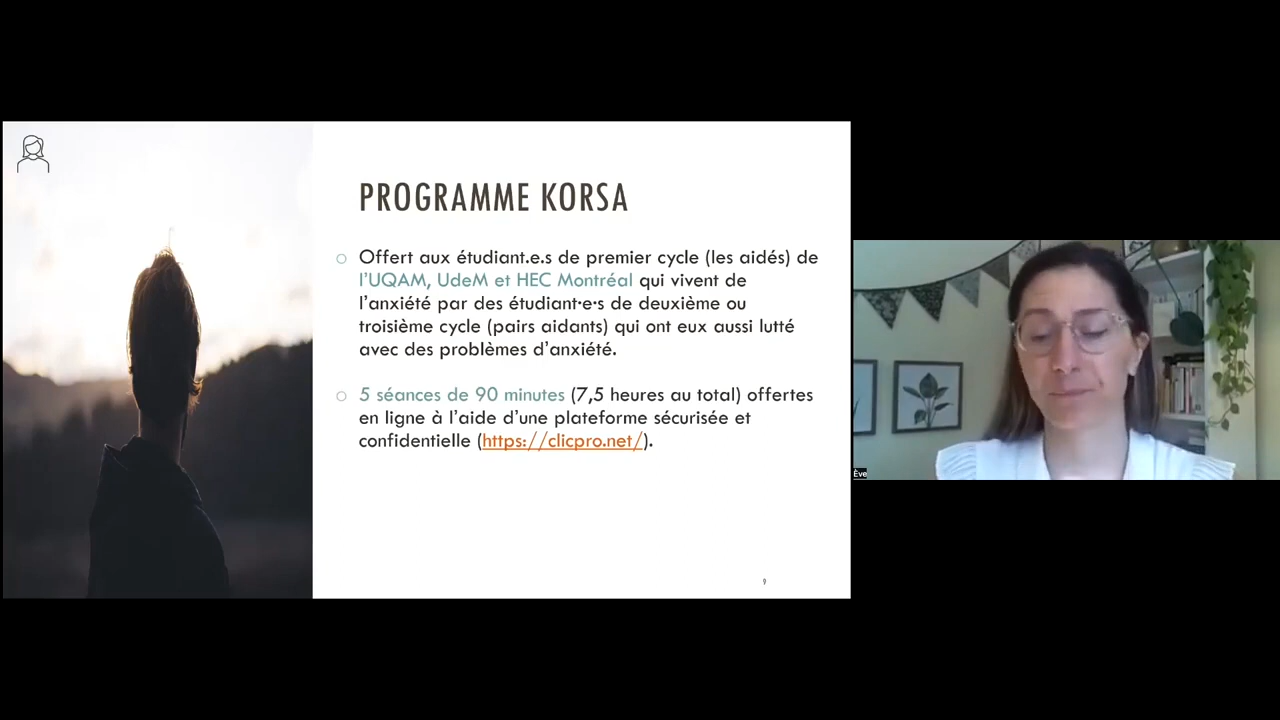 PROGRAMME KORSA
Offert aux étudiant.e.s de premier cycle (les aidés) de
l'UQAM, UdeM et HEC Montréal qui vivent de
l'anxiété par des étudiant·e·s de deuxième ou
troisième cycle (pairs aidants) qui ont eux aussi lutté
avec des problèmes d'anxiété.
5 séances de 90 minutes (7,5 heures au total) offertes
en ligne à l'aide d'une plateforme sécurisée et
confidentielle (https://clicpro.net/).
9
Ève